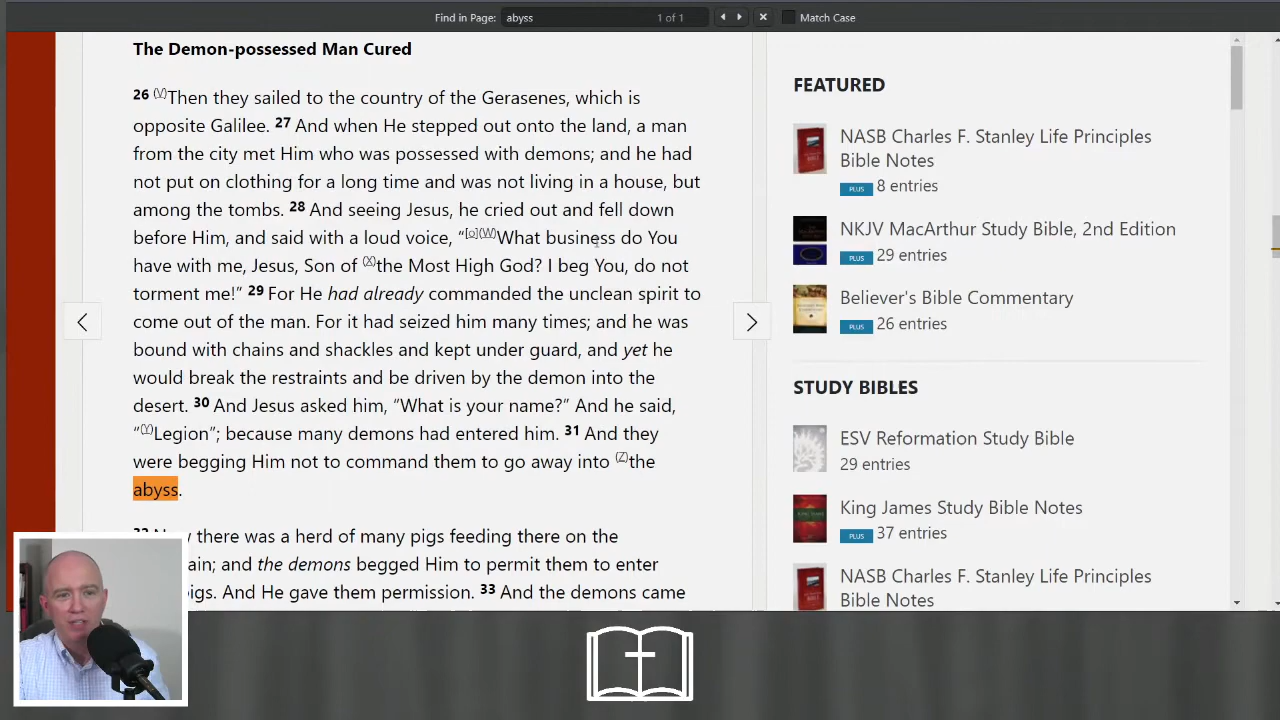 Find in Page: abyss 1 of 1 Match Case
The Demon-possessed Man Cured
26 (V)Then they sailed to the country of the Gerasenes, which is
opposite Galilee. 27 And when He stepped out onto the land, a man
from the city met Him who was possessed with demons; and he had
not put on clothing for a long time and was not living in a house, but
among the tombs. 28 And seeing Jesus, he cried out and fell down
before Him, and said with a loud voice, “[o](W)What business do You
have with me, Jesus, Son of (X)the Most High God? I beg You, do not
torment me!” 29 For He had already commanded the unclean spirit to
come out of the man. For it had seized him many times; and he was
bound with chains and shackles and kept under guard, and yet he
would break the restraints and be driven by the demon into the
desert. 30 And Jesus asked him, “What is your name?” And he said,
“(Y)Legion”; because many demons had entered him. 31 And they
were begging Him not to command them to go away into (Z)the
abyss.
there was a herd of many pigs feeding there on the
; and the demons begged Him to permit them to enter
pigs. And He gave them permission. 33 And the demons came
FEATURED
NASB Charles F. Stanley Life Principles
Bible Notes
PLUS 8 entries
NKJV MacArthur Study Bible, 2nd Edition
PLUS 29 entries
Believer's Bible Commentary
PLUS 26 entries
STUDY BIBLES
ESV Reformation Study Bible
29 entries
King James Study Bible Notes
PLUS 37 entries
NASB Charles F. Stanley Life Principles
Bible Notes